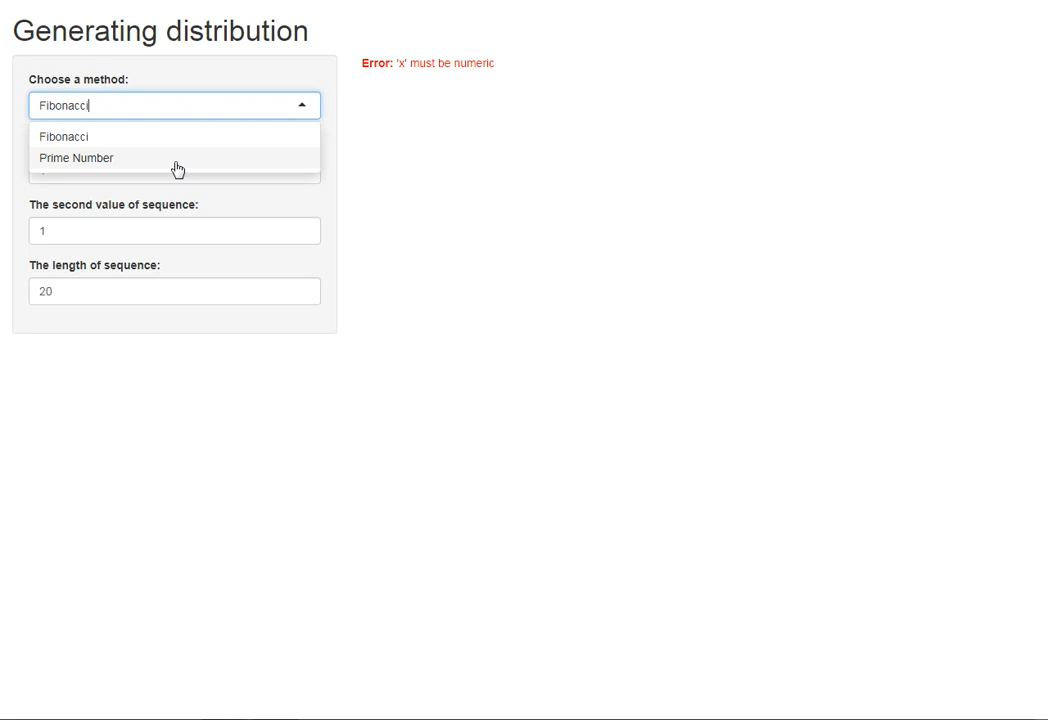 Generating distribution
Choose a method:
Fibonacci
Fibonacci
Prime Number
The second value of sequence:
1
The length of sequence:
20
Error: 'x' must be numeric